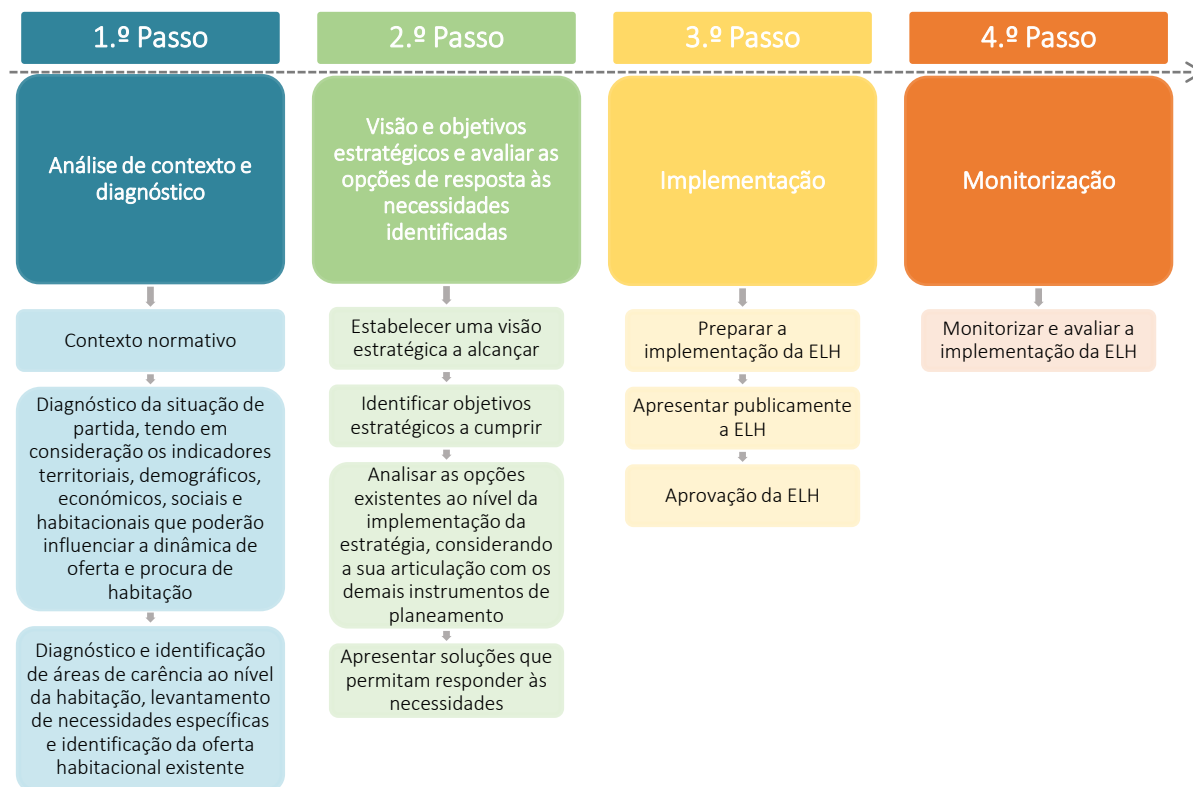 1.º Passo
Análise de contexto e
diagnóstico
Contexto normativo
Diagnóstico da situação de
partida, tendo em
consideração os indicadores
territoriais, demográficos,
económicos, sociais e
habitacionais que poderão
influenciar a dinâmica de
oferta e procura de
habitação
Diagnóstico e identificação
de áreas de carência ao nível
da habitação, levantamento
de necessidades específicas
e identificação da oferta
habitacional existente
2.º Passo
Visão e objetivos
estratégicos e avaliar as
opções de resposta às
necessidades
identificadas
Estabelecer uma visão
estratégica a alcançar
Identificar objetivos
estratégicos a cumprir
Analisar as opções
existentes ao nível da
implementação da
estratégia, considerando
a sua articulação com os
demais instrumentos de
planeamento
Apresentar soluções que
permitam responder às
necessidades
3.º Passo
Implementação
Preparar a
implementação da ELH
Apresentar publicamente
a ELH
Aprovação da ELH
4.º Passo
Monitorização
Monitorizar e avaliar a
implementação da ELH